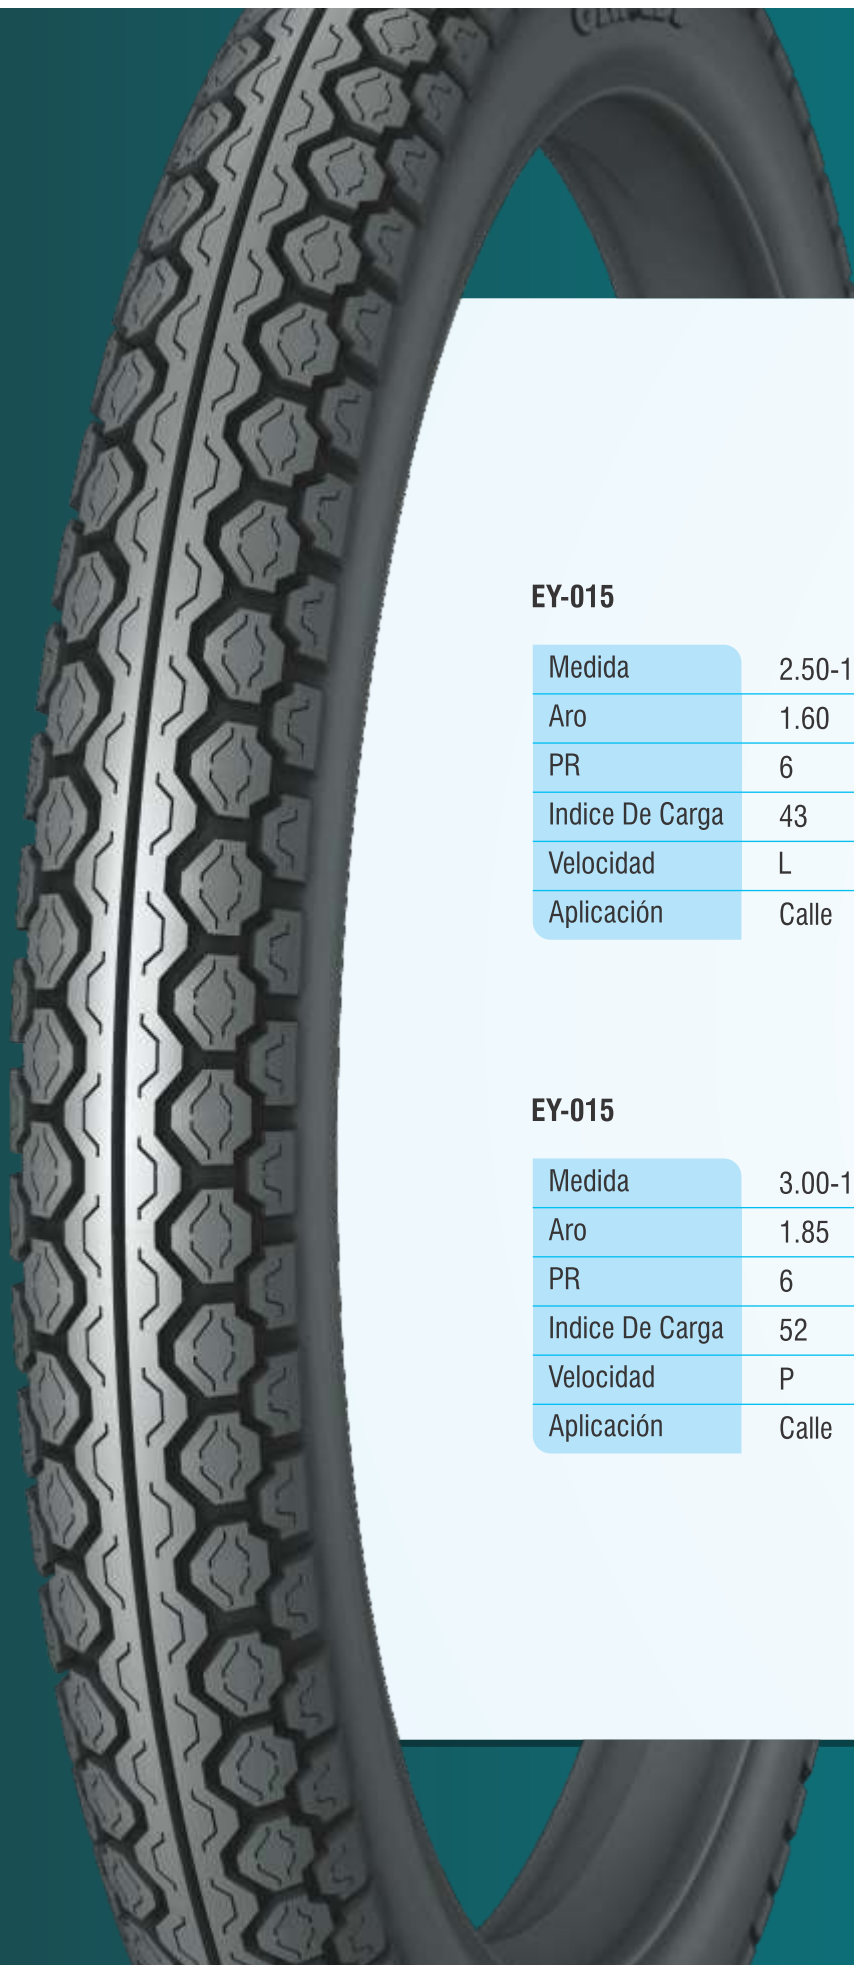 EY-015
Medida 2.50-1
Aro 1.60
PR 6
Indice De Carga 43
Velocidad L
Aplicación Calle
EY-015
Medida 3.00-1
Aro 1.85
PR 6
Indice De Carga 52
Velocidad P
Aplicación Calle